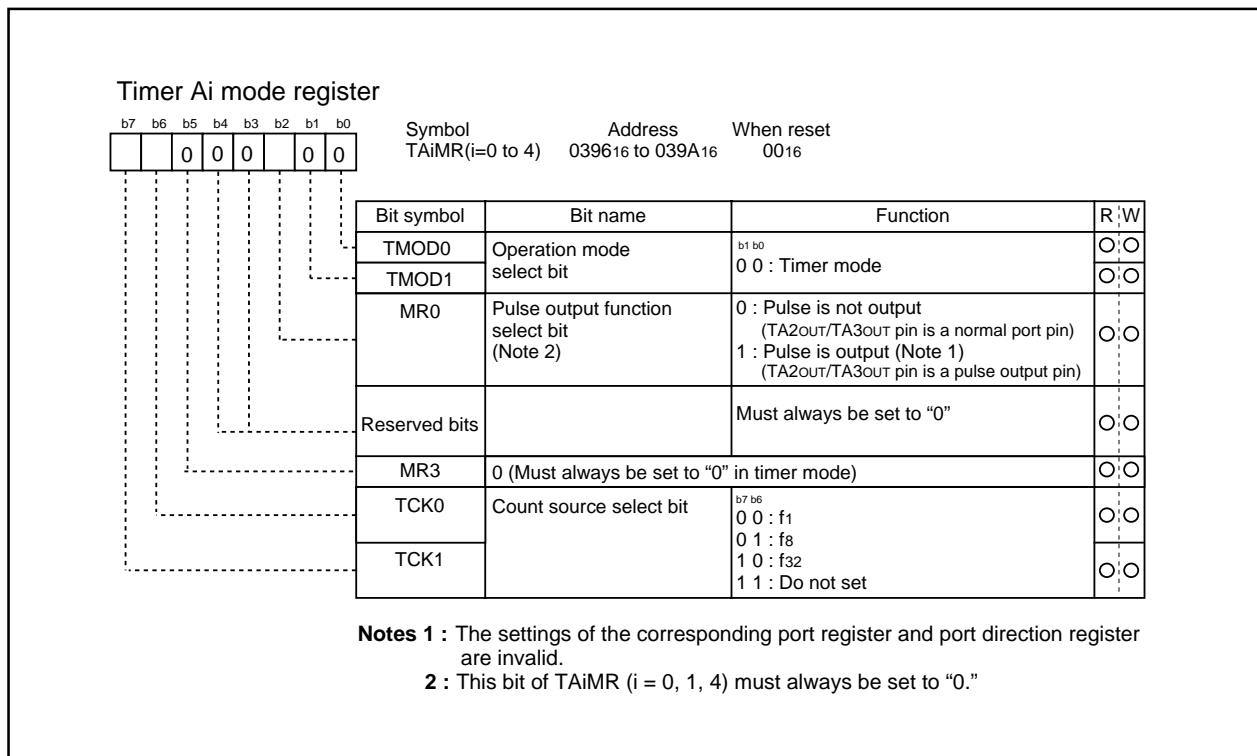 Timer Ai mode register
b7 b6 b5 b4 b3 b2 b1 b0
0 0 0 0 0
Symbol Address When reset
TAiMR(i=0 to 4) 039616 to 039A16 0016
Bit symbol Bit name Function R W
TMOD0 Operation mode select bit b1 b0
0 0 : Timer mode
TMOD1
MR0 Pulse output function select bit (Note 2) 0 : Pulse is not output
(TA2OUT/TA3OUT pin is a normal port pin)
1 : Pulse is output (Note 1)
(TA2OUT/TA3OUT pin is a pulse output pin)
Reserved bits Must always be set to “0”
MR3 0 (Must always be set to “0” in timer mode)
TCK0 Count source select bit b7 b6
0 0 : f1
0 1 : f8
TCK1 1 0 : f32
1 1 : Do not set
Notes 1 : The settings of the corresponding port register and port direction register
are invalid.
2 : This bit of TAiMR (i = 0, 1, 4) must always be set to “0.”